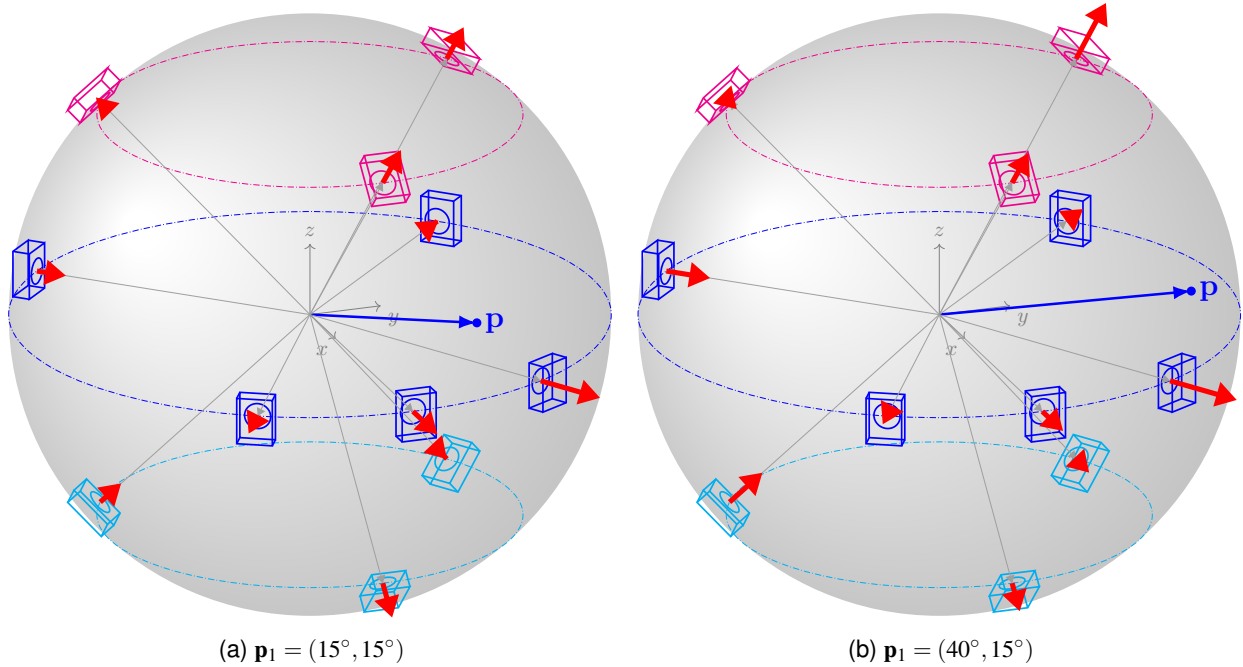 z
y
x
p
z
y
x
p
(a) p₁ = (15°, 15°)
(b) p₁ = (40°, 15°)